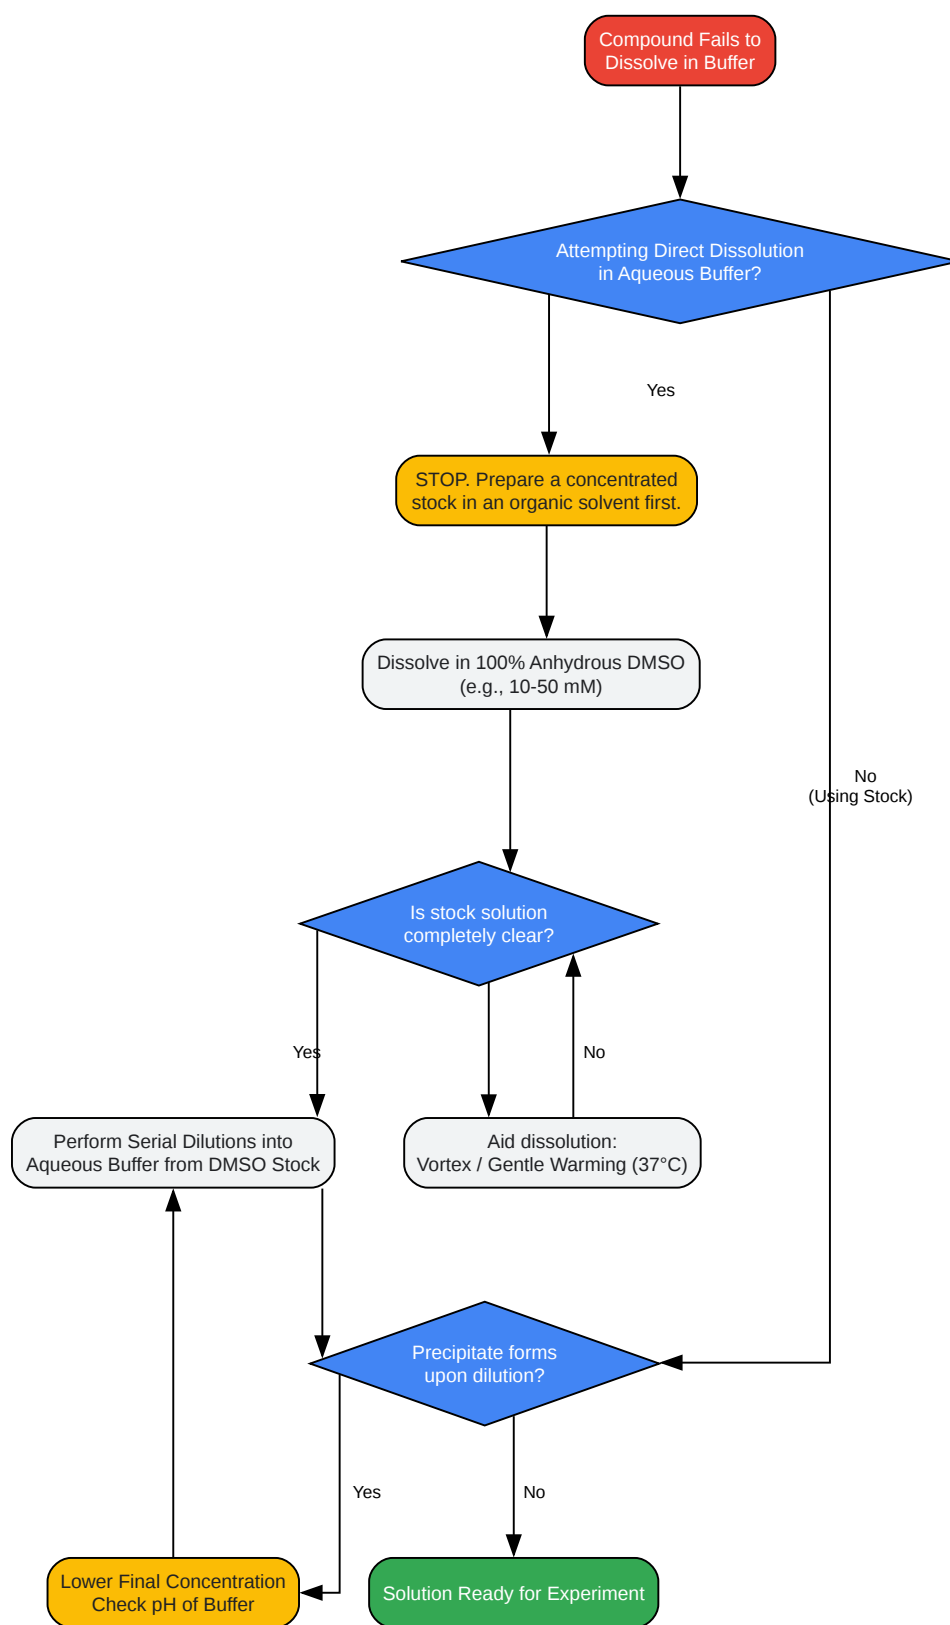 Compound Fails to
Dissolve in Buffer
Attempting Direct Dissolution
in Aqueous Buffer?
Yes
STOP. Prepare a concentrated
stock in an organic solvent first.
Dissolve in 100% Anhydrous DMSO
(e.g., 10-50 mM)
No
(Using Stock)
Is stock solution
completely clear?
Yes
No
Perform Serial Dilutions into
Aqueous Buffer from DMSO Stock
Aid dissolution:
Vortex / Gentle Warming (37°C)
Precipitate forms
upon dilution?
Yes
No
Lower Final Concentration
Check pH of Buffer
Solution Ready for Experiment